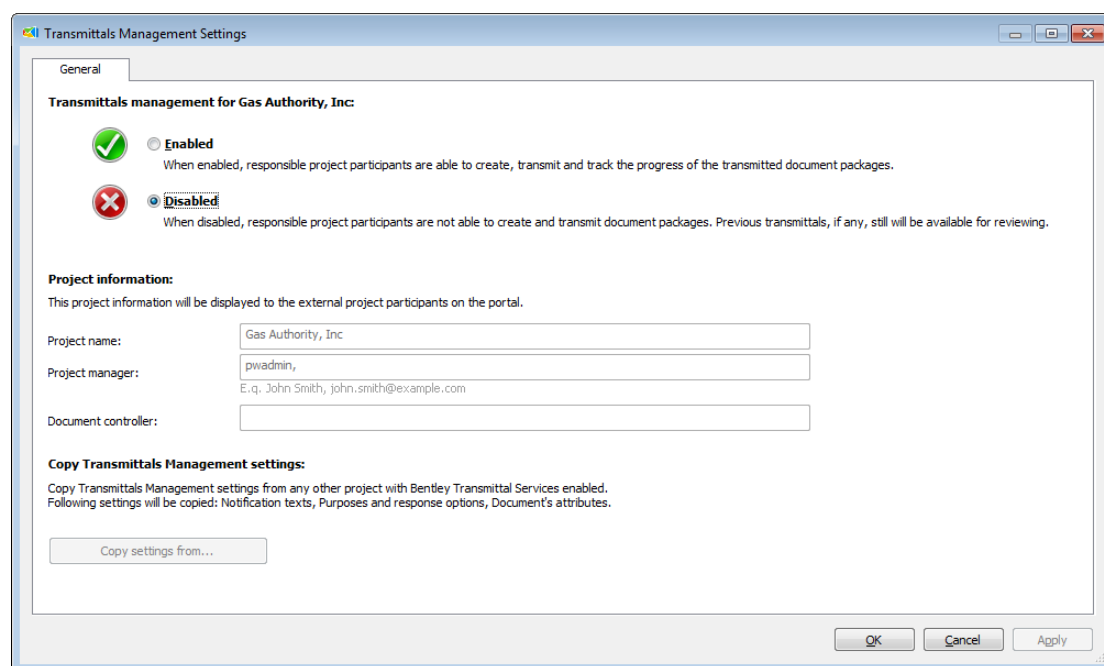 Transmittals Management Settings
General
Transmittals management for Gas Authority, Inc:
Enabled
When enabled, responsible project participants are able to create, transmit and track the progress of the transmitted document packages.
Disabled
When disabled, responsible project participants are not able to create and transmit document packages. Previous transmittals, if any, still will be available for reviewing.
Project information:
This project information will be displayed to the external project participants on the portal.
Project name: Gas Authority, Inc
Project manager: pwadmin,
E.q. John Smith, john.smith@example.com
Document controller:
Copy Transmittals Management settings:
Copy Transmittals Management settings from any other project with Bentley Transmittal Services enabled.
Following settings will be copied: Notification texts, Purposes and response options, Document's attributes.
Copy settings from...
OK Cancel Apply